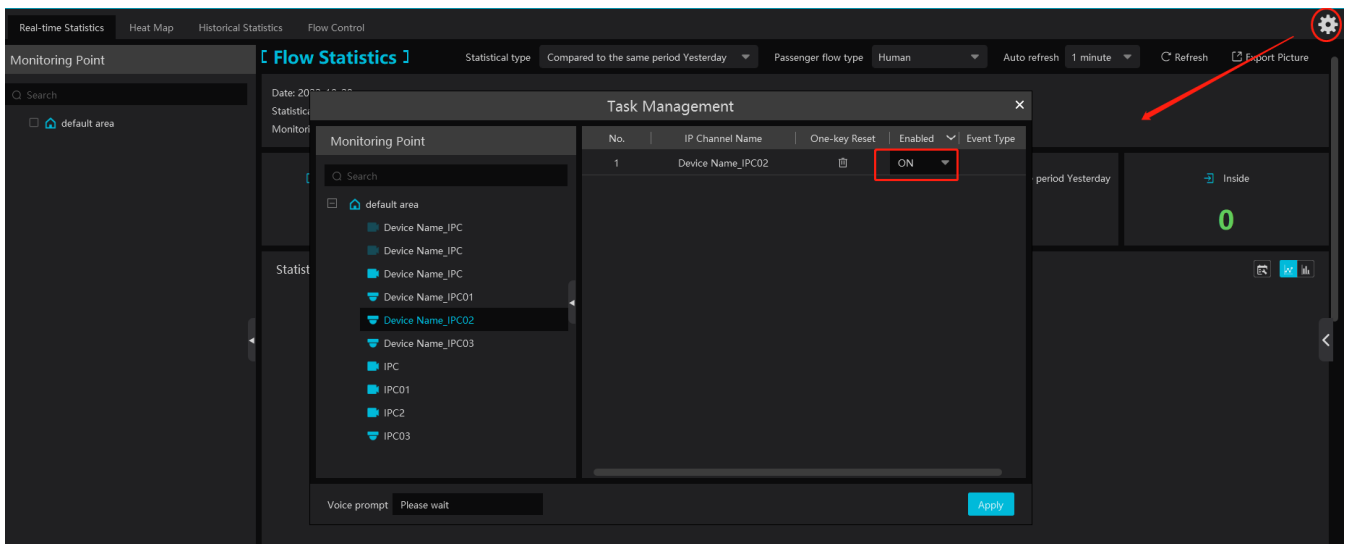 Real-time Statistics Heat Map Historical Statistics Flow Control
Monitoring Point
Search
default area
[ Flow Statistics ]
Statistical type Compared to the same period Yesterday Passenger flow type Human Auto refresh 1 minute Refresh Export Picture
Date:
Statistica
Monitori
period Yesterday
Inside
0
Statist
Task Management
Monitoring Point
Search
default area
Device Name_IPC
Device Name_IPC
Device Name_IPC
Device Name_IPC01
Device Name_IPC02
Device Name_IPC03
IPC
IPC01
IPC2
IPC03
No. IP Channel Name One-key Reset Enabled Event Type
1 Device Name_IPC02 ON
Voice prompt Please wait
Apply